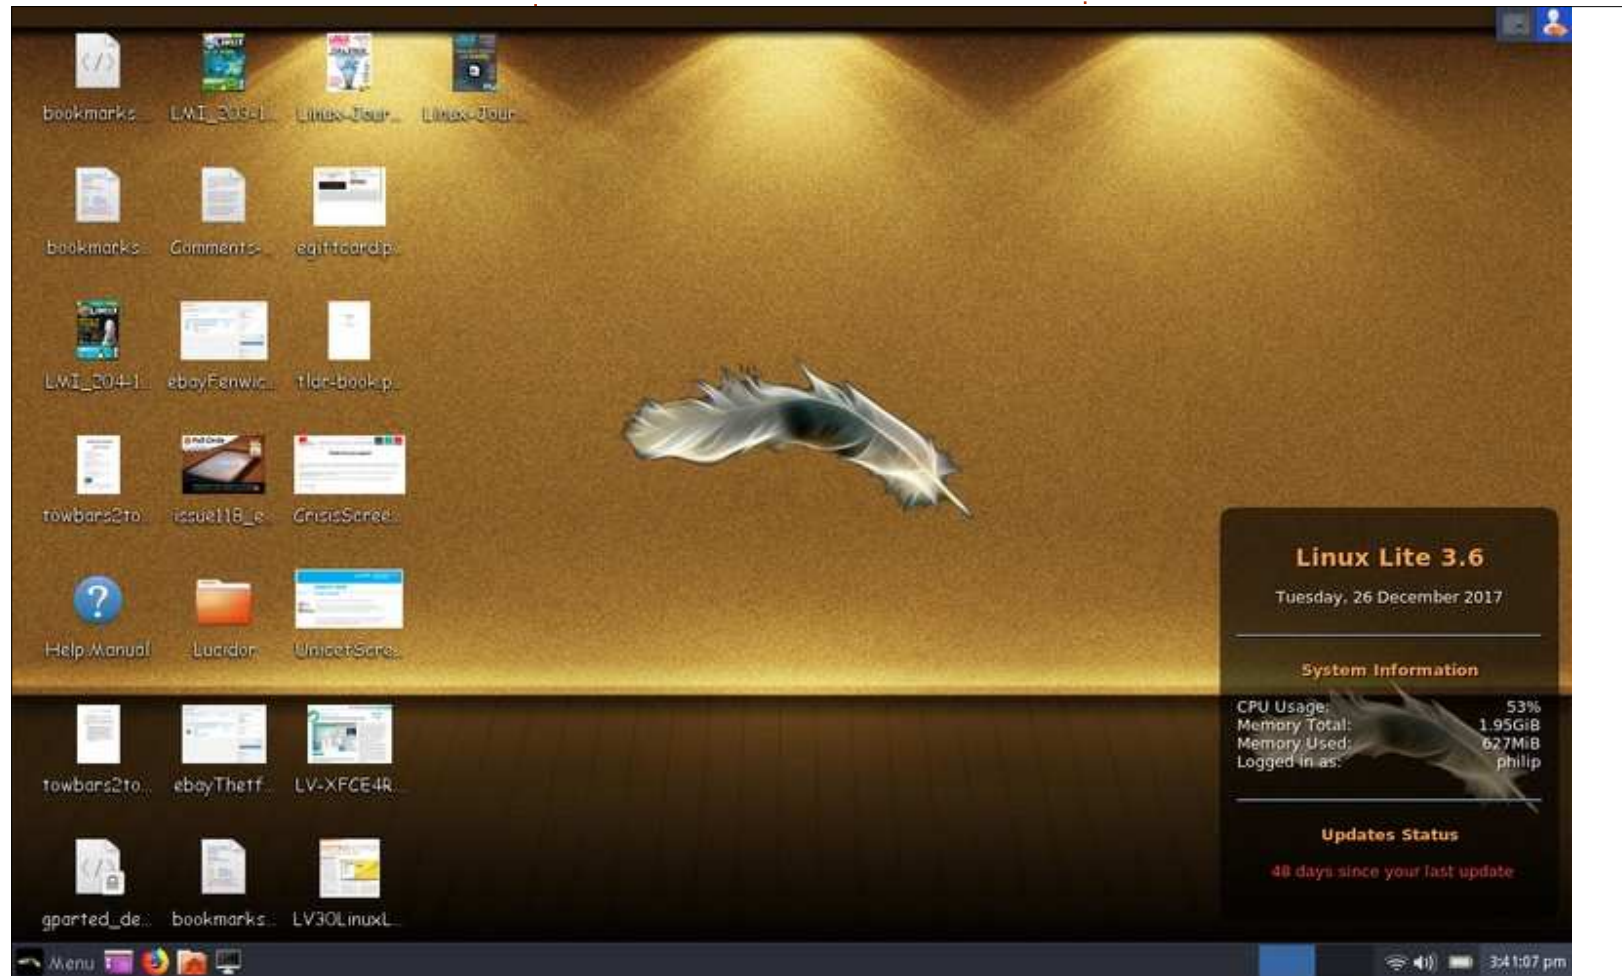 bookmarks...
LMI_203-1...
Linux-Jour...
Linux-Jour...
bookmarks...
Comments-...
egiftcard.p...
LMI_204-1...
ebayFenwic...
tldr-book.p...
towbars2to...
issue118_e...
CrisisScree...
Help Manual
Lucidor
UnicefScre...
towbars2to...
ebayThetf...
LV-XFCE4R...
gparted_de...
bookmarks...
LV30LinuxL...
Linux Lite 3.6
Tuesday, 26 December 2017
System Information
CPU Usage: 53%
Memory Total: 1.95GiB
Memory Used: 627MiB
Logged in as: philip
Updates Status
48 days since your last update
Menu
3:41:07 pm